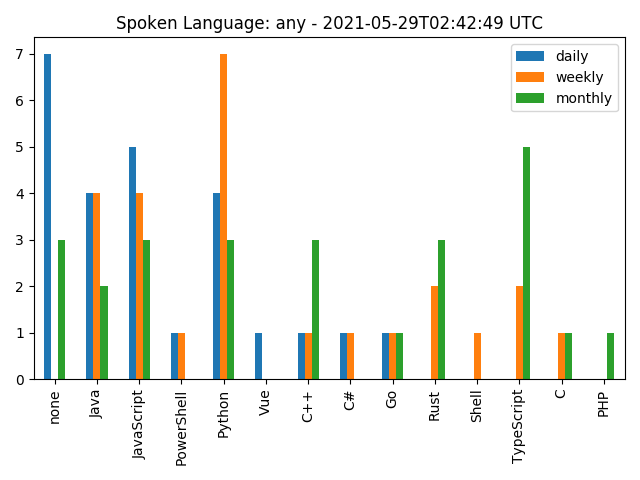 Spoken Language: any - 2021-05-29T02:42:49 UTC
daily
weekly
monthly
7
6
5
4
3
2
1
0
none
Java
JavaScript
PowerShell
Python
Vue
C++
C#
Go
Rust
Shell
TypeScript
C
PHP